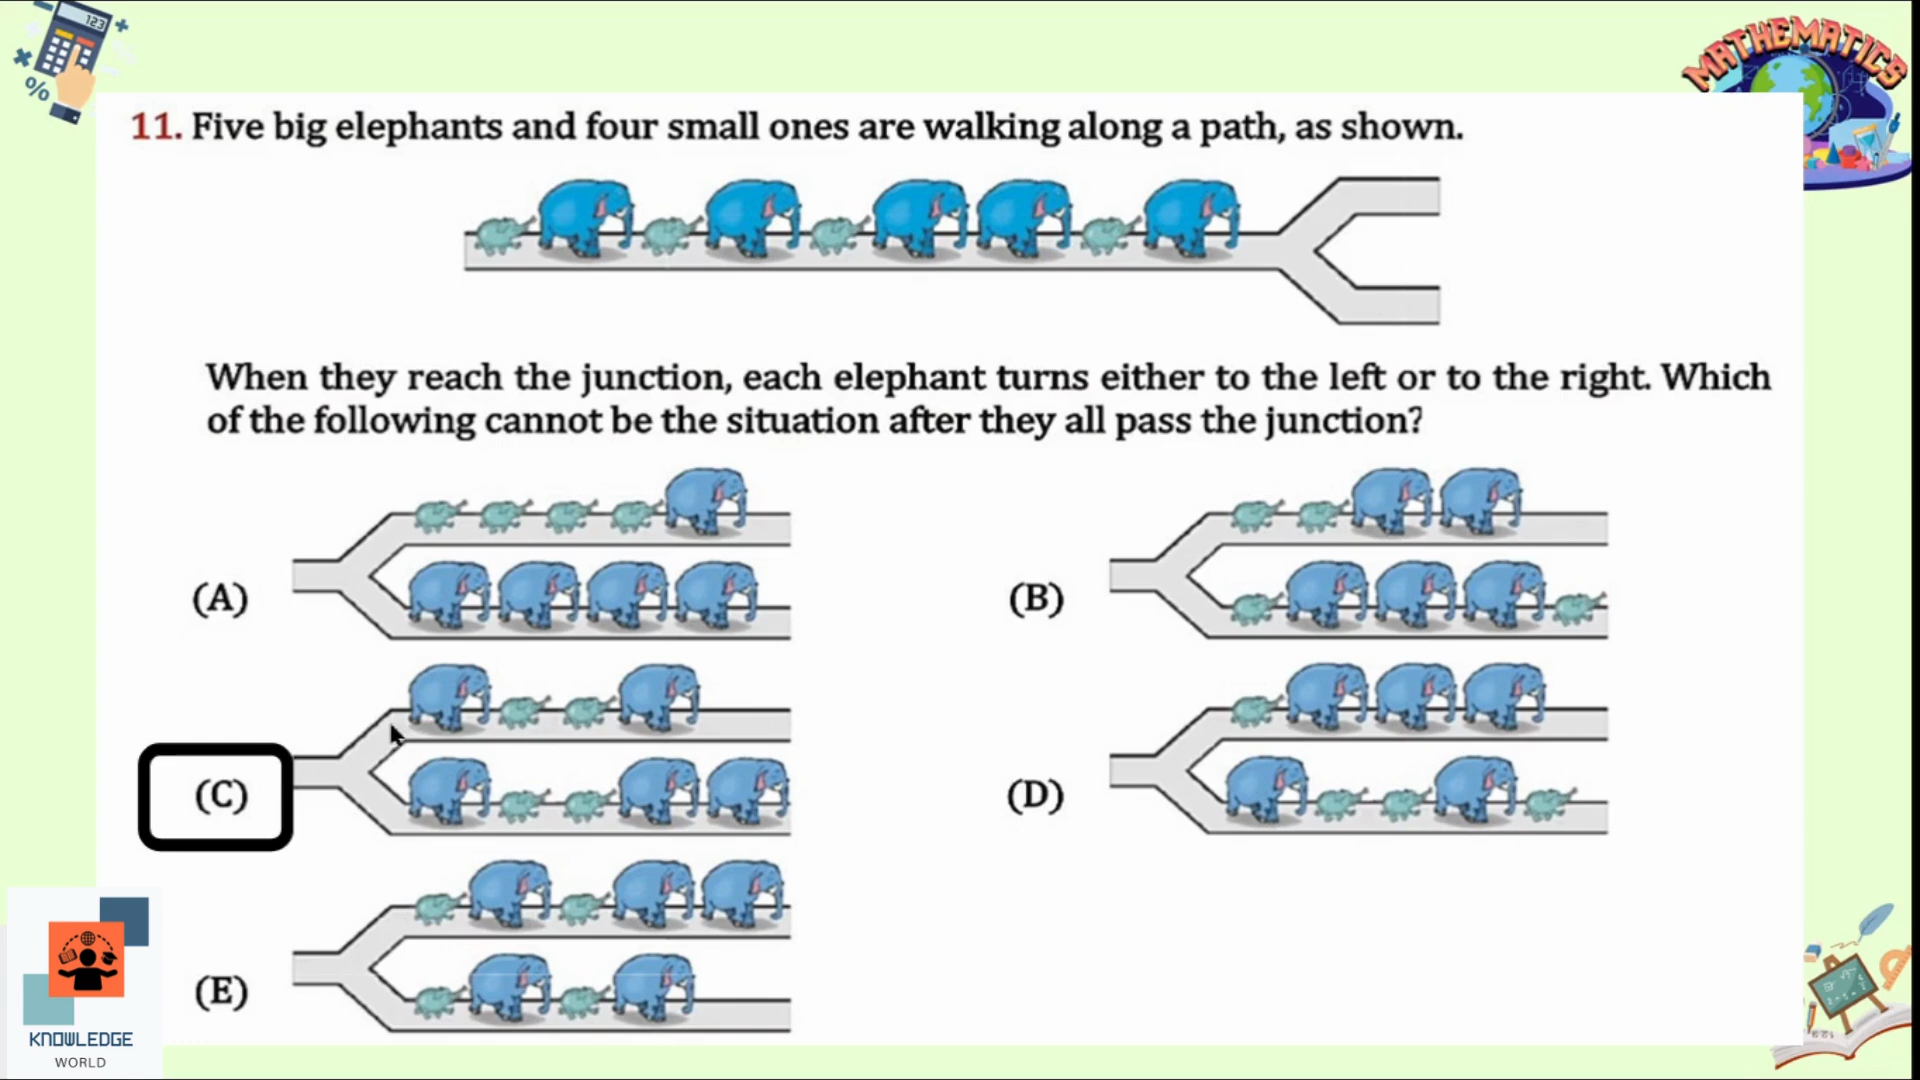 123
%
MATHEMATICS
11. Five big elephants and four small ones are walking along a path, as shown.
When they reach the junction, each elephant turns either to the left or to the right. Which
of the following cannot be the situation after they all pass the junction?
(A)
(B)
(C)
(D)
(E)
KNOWLEDGE
WORLD